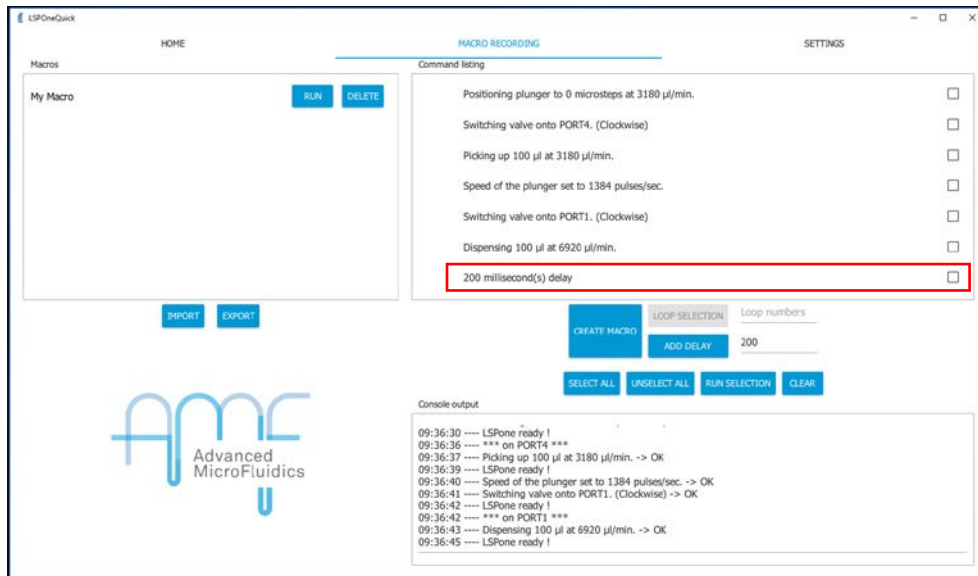 LSPOneQuick
HOME MACRO RECORDING SETTINGS
Macros
My Macro RUN DELETE
IMPORT EXPORT
AMF
Advanced
MicroFluidics
Command listing
Positioning plunger to 0 microsteps at 3180 µl/min.
Switching valve onto PORT4. (Clockwise)
Picking up 100 µl at 3180 µl/min.
Speed of the plunger set to 1384 pulses/sec.
Switching valve onto PORT1. (Clockwise)
Dispensing 100 µl at 6920 µl/min.
200 millisecond(s) delay
CREATE MACRO LOOP SELECTION Loop numbers
ADD DELAY 200
SELECT ALL UNSELECT ALL RUN SELECTION CLEAR
Console output
09:36:30 ---- LSPone ready !
09:36:36 ---- *** on PORT4 ***
09:36:37 ---- Picking up 100 µl at 3180 µl/min. -> OK
09:36:39 ---- LSPone ready !
09:36:40 ---- Speed of the plunger set to 1384 pulses/sec. -> OK
09:36:41 ---- Switching valve onto PORT1. (Clockwise) -> OK
09:36:42 ---- LSPone ready !
09:36:42 ---- *** on PORT1 ***
09:36:43 ---- Dispensing 100 µl at 6920 µl/min. -> OK
09:36:45 ---- LSPone ready !